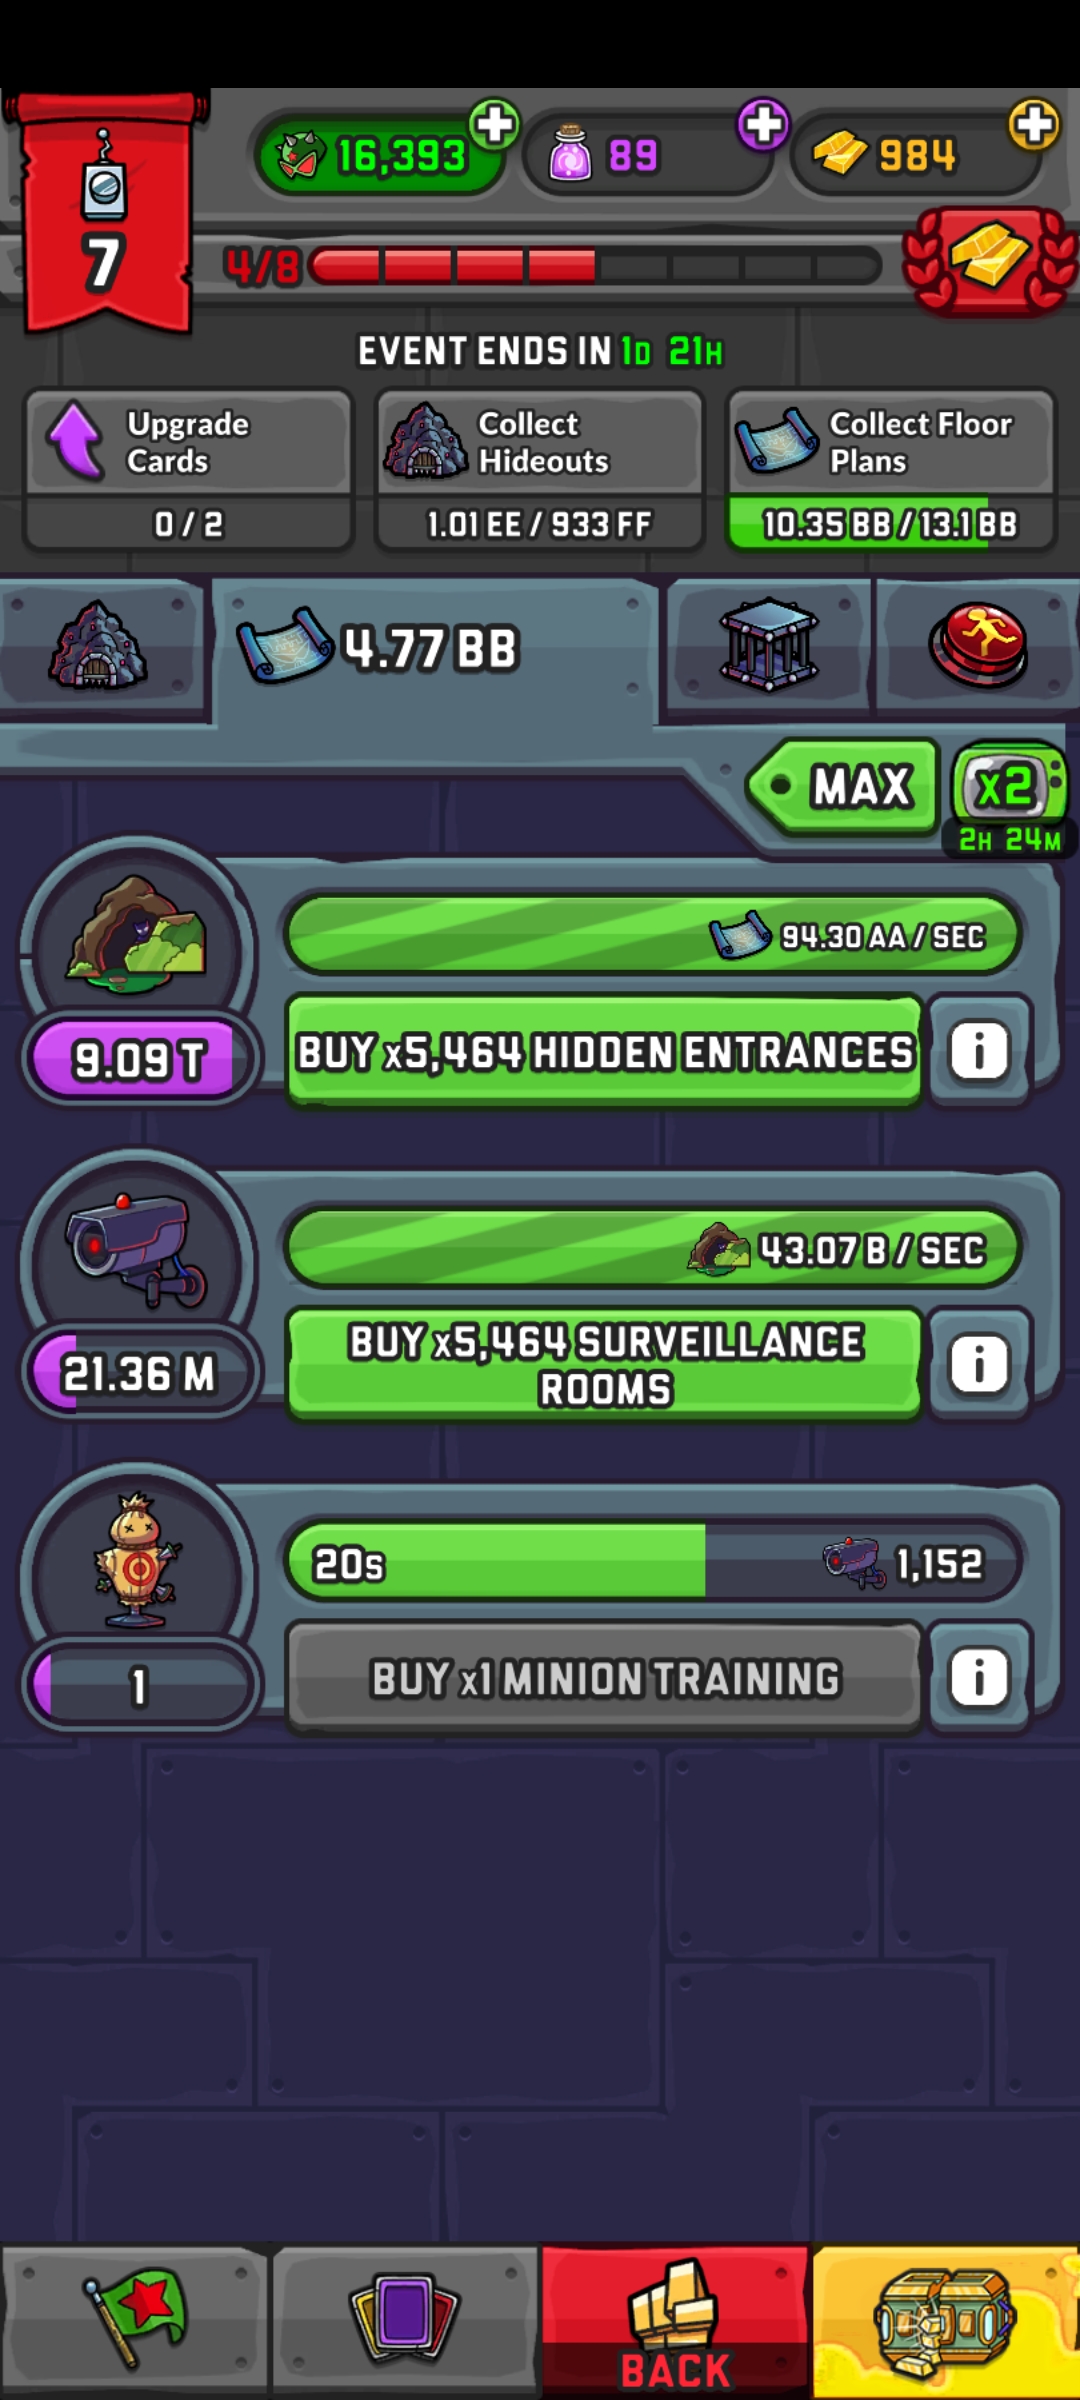 16,393
89
984
7
4/8
EVENT ENDS IN 1D 21H
Upgrade
Cards
0 / 2
Collect
Hideouts
1.01 EE / 933 FF
Collect Floor
Plans
10.35 BB / 13.1 BB
4.77 BB
MAX
x2
2H 24M
94.30 AA / SEC
9.09 T
BUY x5,464 HIDDEN ENTRANCES
i
43.07 B / SEC
21.36 M
BUY x5,464 SURVEILLANCE
ROOMS
i
20s
1,152
1
BUY x1 MINION TRAINING
i
BACK